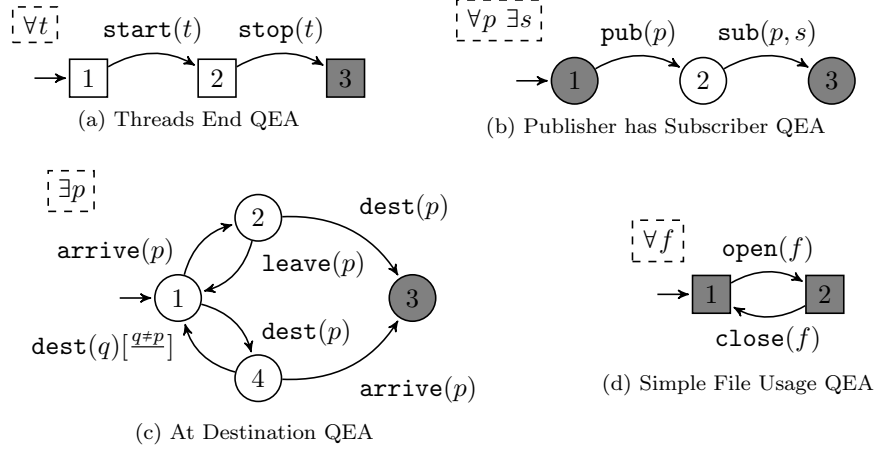 ∀t
start(t) stop(t)
1 2 3
(a) Threads End QEA
∀p ∃s
pub(p) sub(p, s)
1 2 3
(b) Publisher has Subscriber QEA
∃p
2
dest(p)
arrive(p)
leave(p)
1
3
dest(p)
dest(q)[q≠p]
4
arrive(p)
(c) At Destination QEA
∀f
open(f)
1 2
close(f)
(d) Simple File Usage QEA